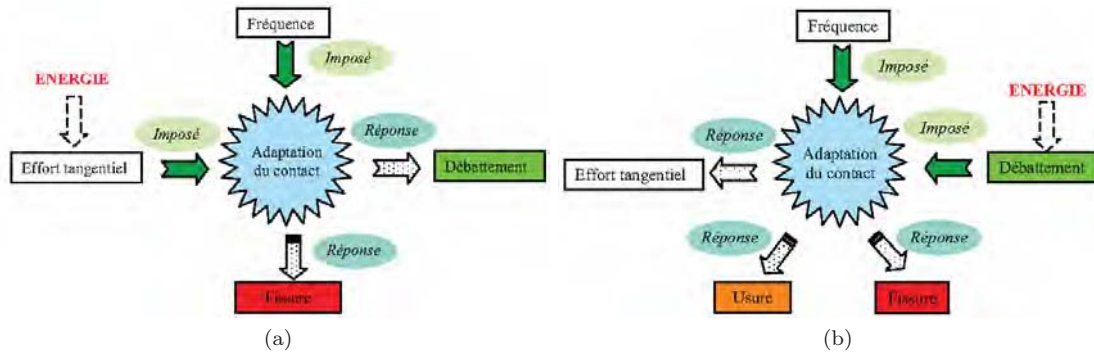 Fréquence
Imposé
ENERGIE
Imposé
Réponse
Effort tangentiel
Adaptation
du contact
Débattement
Réponse
Fissure
(a)
Fréquence
Imposé
ENERGIE
Réponse
Imposé
Effort tangentiel
Adaptation
du contact
Débattement
Réponse
Réponse
Usure
Fissure
(b)